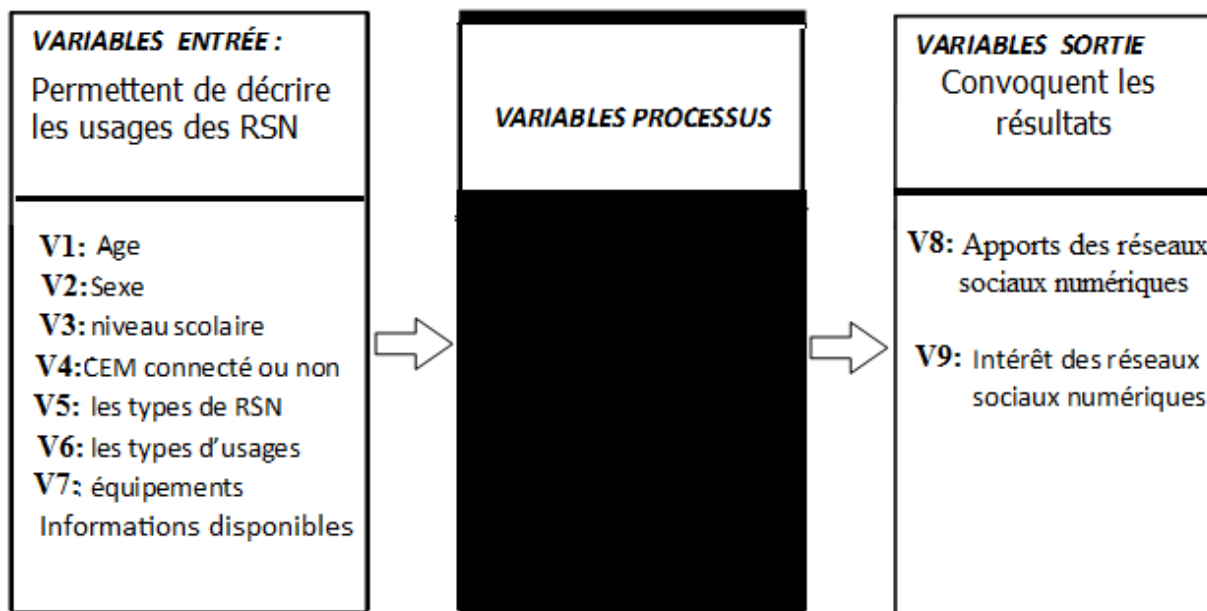 VARIABLES ENTRÉE :
Permettent de décrire
les usages des RSN
V1: Age
V2: Sexe
V3: niveau scolaire
V4: CEM connecté ou non
V5: les types de RSN
V6: les types d’usages
V7: équipements
Informations disponibles
VARIABLES PROCESSUS
VARIABLES SORTIE
Convoquent les
résultats
V8: Apports des réseaux
sociaux numériques
V9: Intérêt des réseaux
sociaux numériques